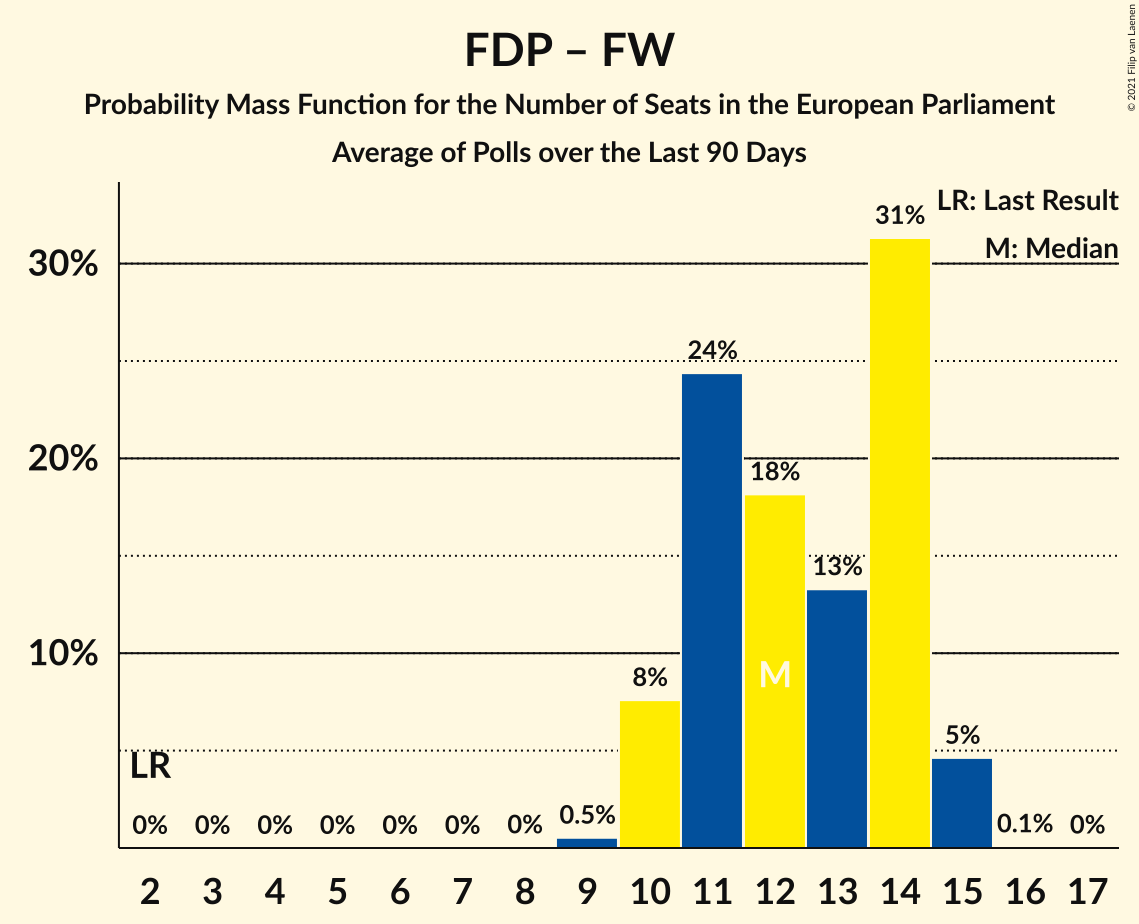 FDP – FW
Probability Mass Function for the Number of Seats in the European Parliament
Average of Polls over the Last 90 Days
© 2021 Filip van Laenen
LR: Last Result
M: Median
31%
30%
24%
20%
18%
13%
10%
8%
M
5%
LR
0% 0% 0% 0% 0% 0% 0% 0.5% 0.1% 0%
2 3 4 5 6 7 8 9 10 11 12 13 14 15 16 17